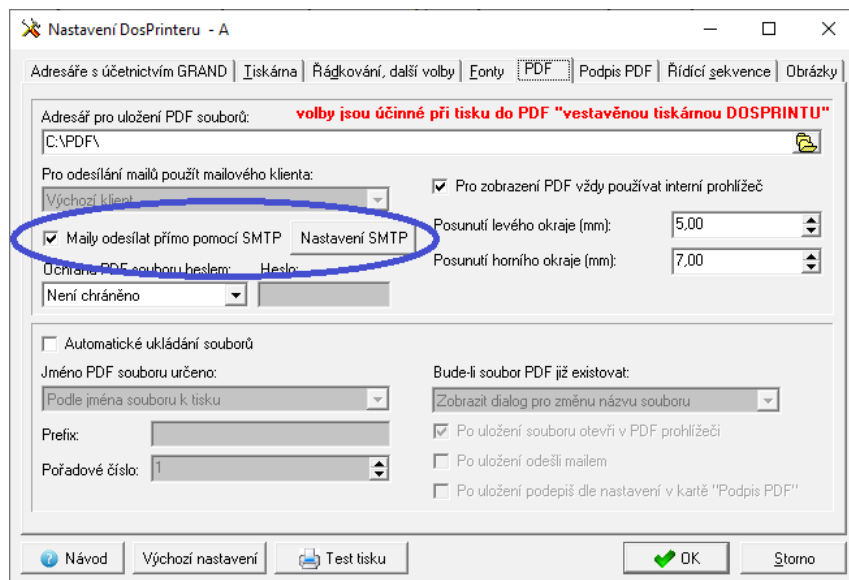 Nastavení DosPrinteru - A
Adresáře s účetnictvím GRAND Tiskárna Řádkování, další volby Fonty PDF Podpis PDF Řídící sekvence Obrázky
Adresář pro uložení PDF souborů: volby jsou účinné při tisku do PDF "vestavěnou tiskárnou DOSPRINTU"
C:\PDF\
Pro odesílání mailů použít mailového klienta:
Výchozí klient
Pro zobrazení PDF vždy používat interní prohlížeč
Maily odesílat přímo pomocí SMTP Nastavení SMTP
Posunutí levého okraje (mm): 5,00
Posunutí horního okraje (mm): 7,00
Ochrana PDF souboru heslem: Heslo:
Není chráněno
Automatické ukládání souborů
Jméno PDF souboru určeno: Bude-li soubor PDF již existovat:
Podle jména souboru k tisku Zobrazit dialog pro změnu názvu souboru
Prefix: Po uložení souboru otevři v PDF prohlížeči
Pořadové číslo: 1 Po uložení odešli mailem
Po uložení podepiš dle nastavení v kartě "Podpis PDF"
Návod Výchozí nastavení Test tisku OK Storno